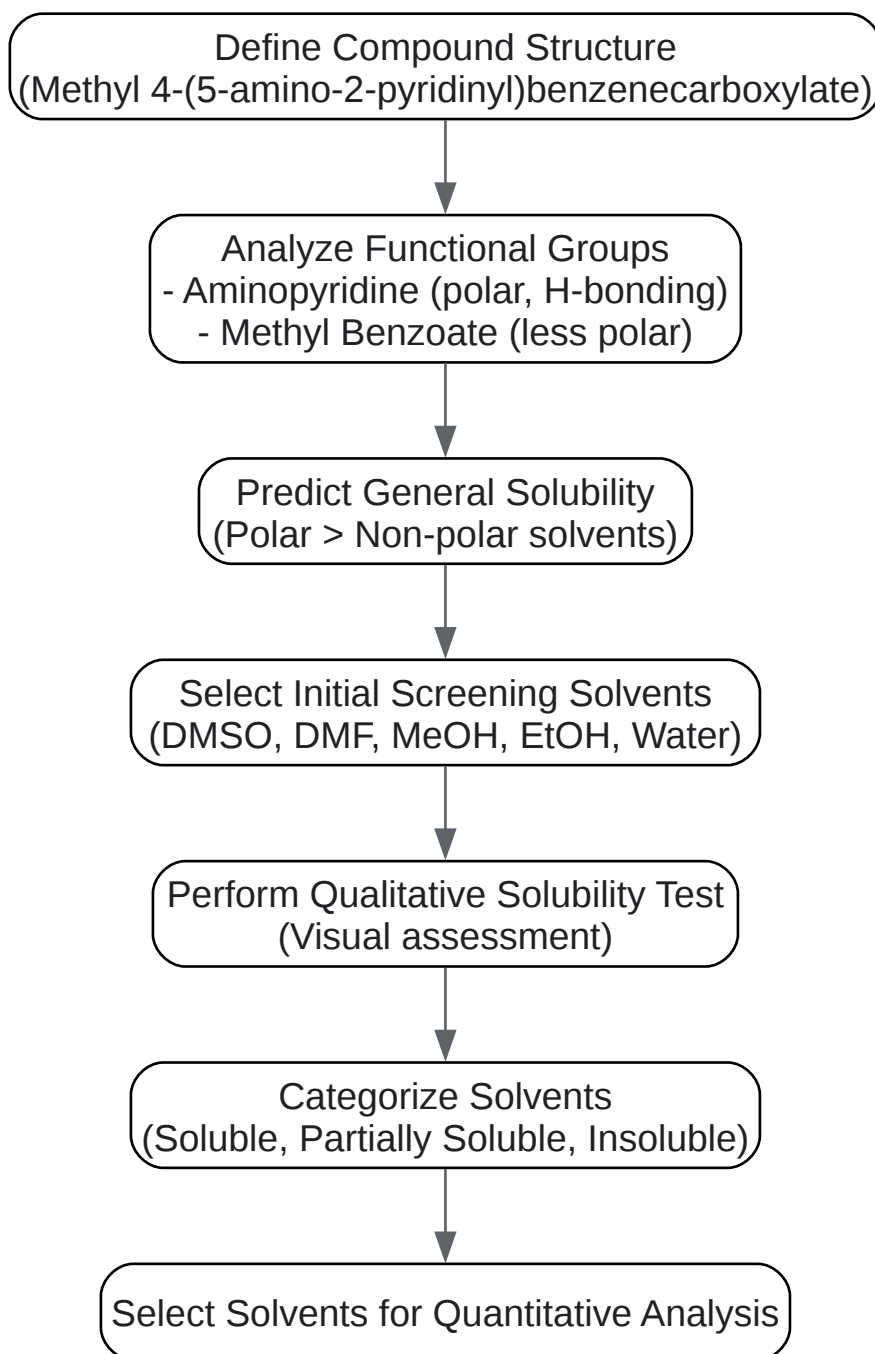 Define Compound Structure
(Methyl 4-(5-amino-2-pyridinyl)benzenecarboxylate)
Analyze Functional Groups
- Aminopyridine (polar, H-bonding)
- Methyl Benzoate (less polar)
Predict General Solubility
(Polar > Non-polar solvents)
Select Initial Screening Solvents
(DMSO, DMF, MeOH, EtOH, Water)
Perform Qualitative Solubility Test
(Visual assessment)
Categorize Solvents
(Soluble, Partially Soluble, Insoluble)
Select Solvents for Quantitative Analysis